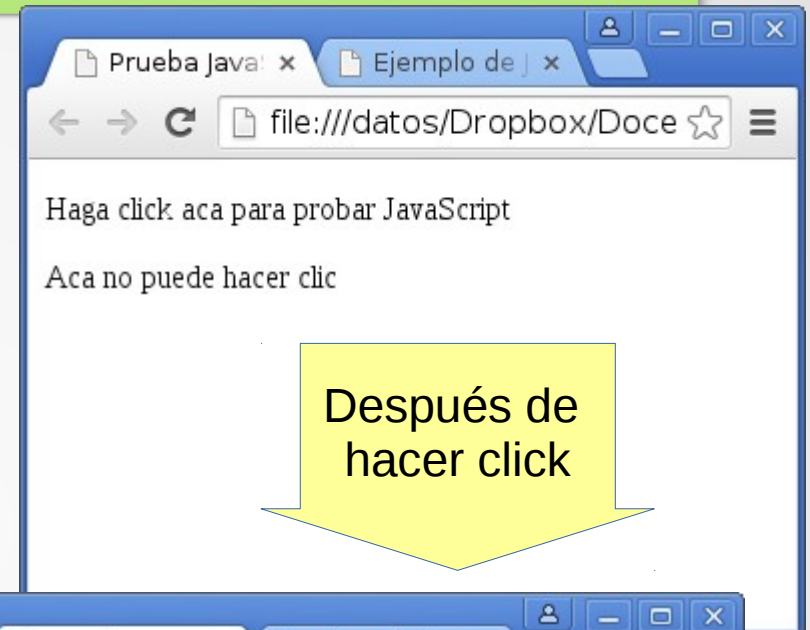 Prueba Java
Ejemplo de
file:///datos/Dropbox/Doce
Haga click aca para probar JavaScript
Aca no puede hacer clic
Después de
hacer click